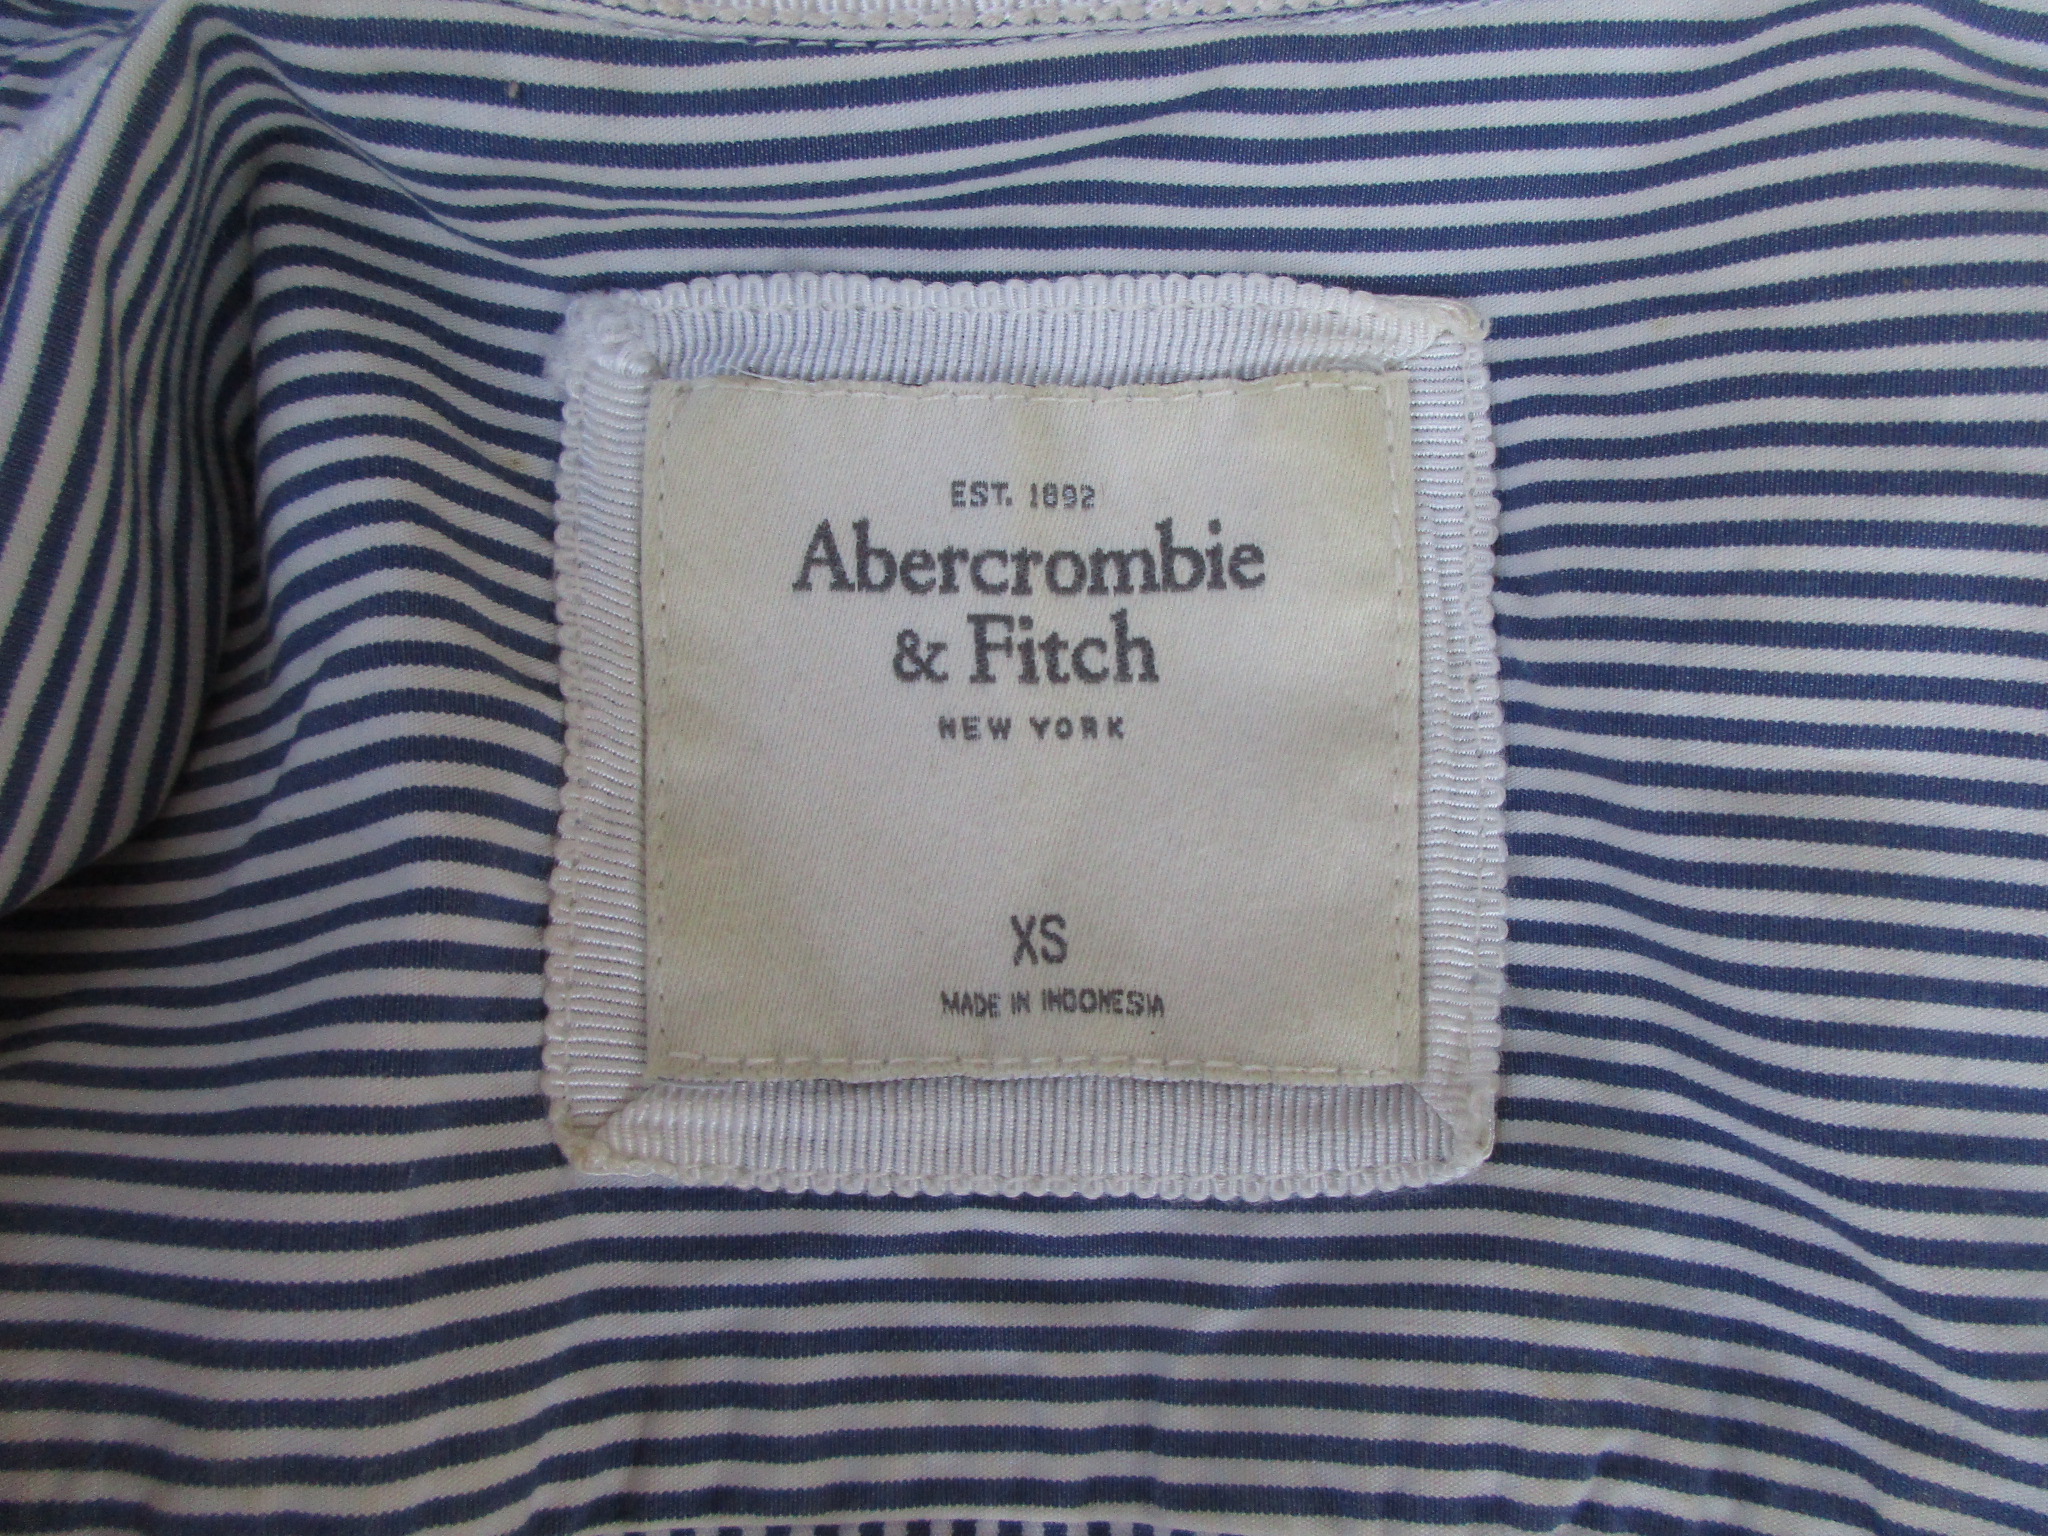 EST. 1892
Abercrombie
& Fitch
NEW YORK
XS
MADE IN INDONESIA